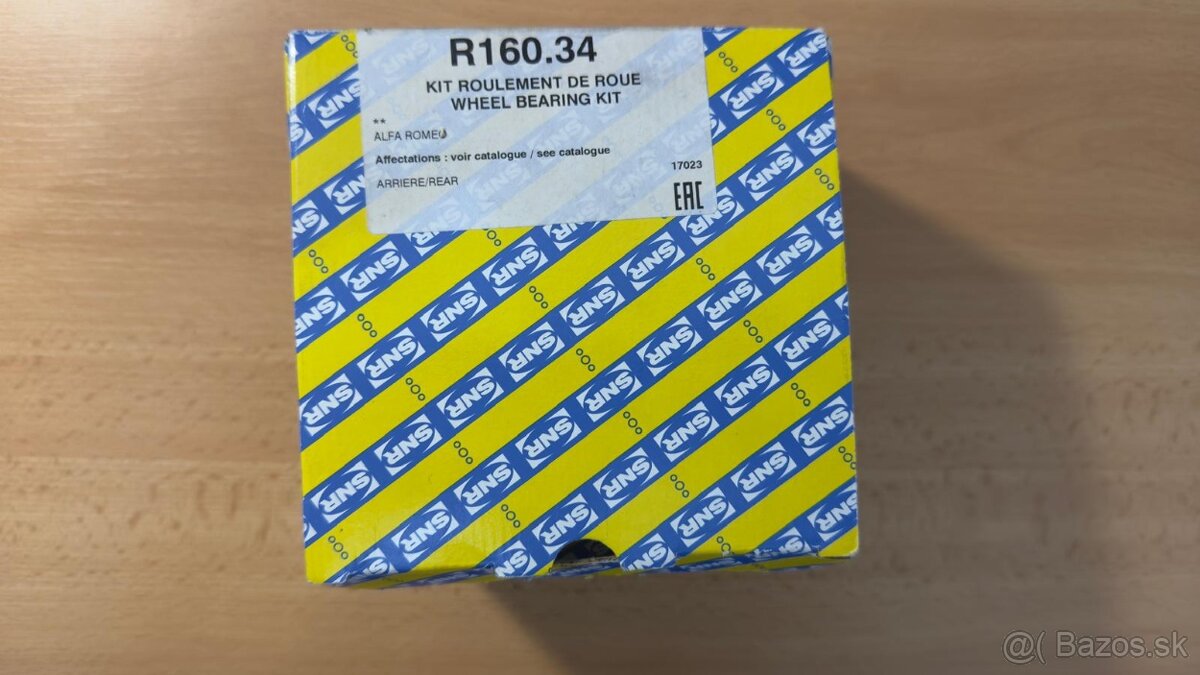 R160.34
KIT ROULEMENT DE ROUE
WHEEL BEARING KIT
**
ALFA ROMEO
Affectations : voir catalogue / see catalogue
17023
ARRIERE/REAR
EAC
SNR
@( Bazos.sk